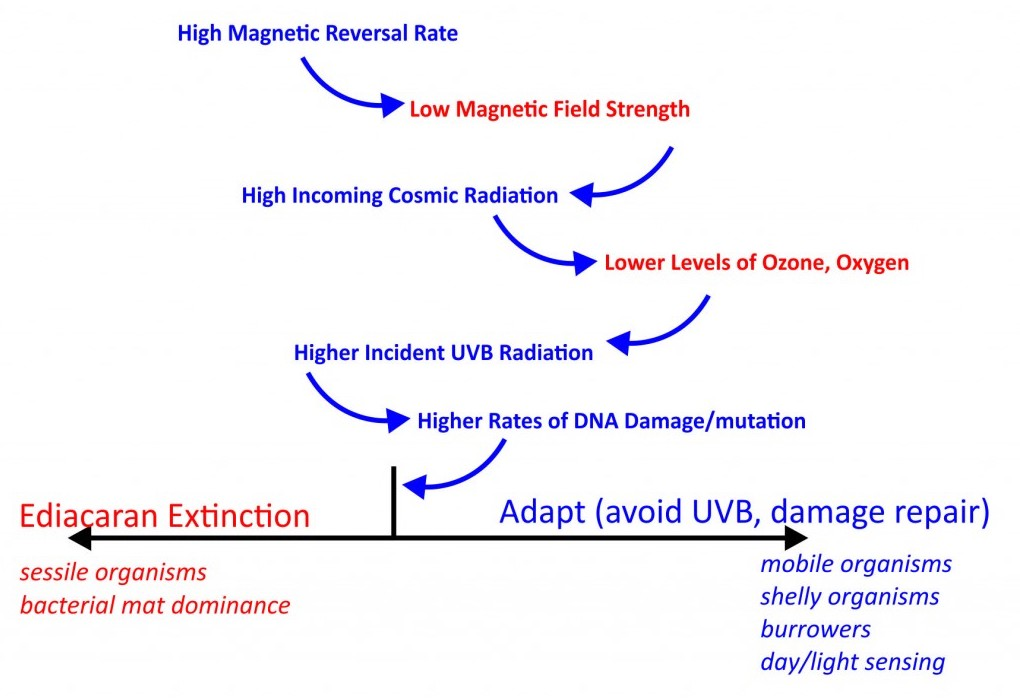 High Magnetic Reversal Rate
Low Magnetic Field Strength
High Incoming Cosmic Radiation
Lower Levels of Ozone, Oxygen
Higher Incident UVB Radiation
Higher Rates of DNA Damage/mutation
Ediacaran Extinction
Adapt (avoid UVB, damage repair)
sessile organisms
bacterial mat dominance
mobile organisms
shelly organisms
burrowers
day/light sensing